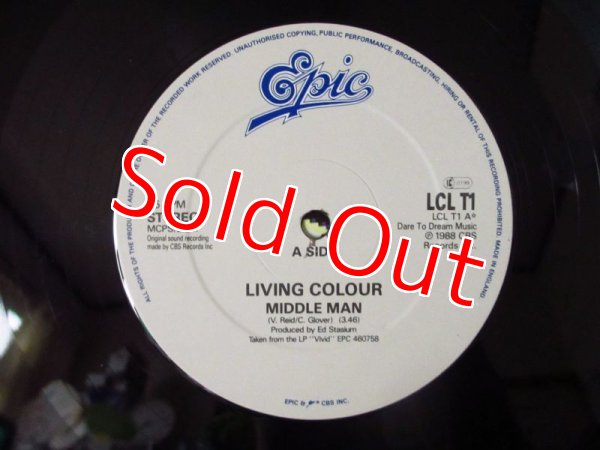 ALL RIGHTS OF THE PRODUCER AND OF THE OWNER OF THE RECORDED WORK RESERVED. UNAUTHORISED COPYING, PUBLIC PERFORMANCE, BROADCASTING, HIRING OR RENTAL OF THIS RECORDING PROHIBITED. MADE IN ENGLAND.
Epic
RPM
STEREO
MCPS
Original sound recording
made by CBS Records Inc
LCL T1
LCL T1 A
Dare To Dream Music
℗ 1988 CBS
Records
A SIDE
Sold Out
LIVING COLOUR
MIDDLE MAN
(V. Reid/C. Glover) (3.46)
Produced by Ed Stasium
Taken from the LP "Vivid" EPC 460758
EPIC & CBS INC.